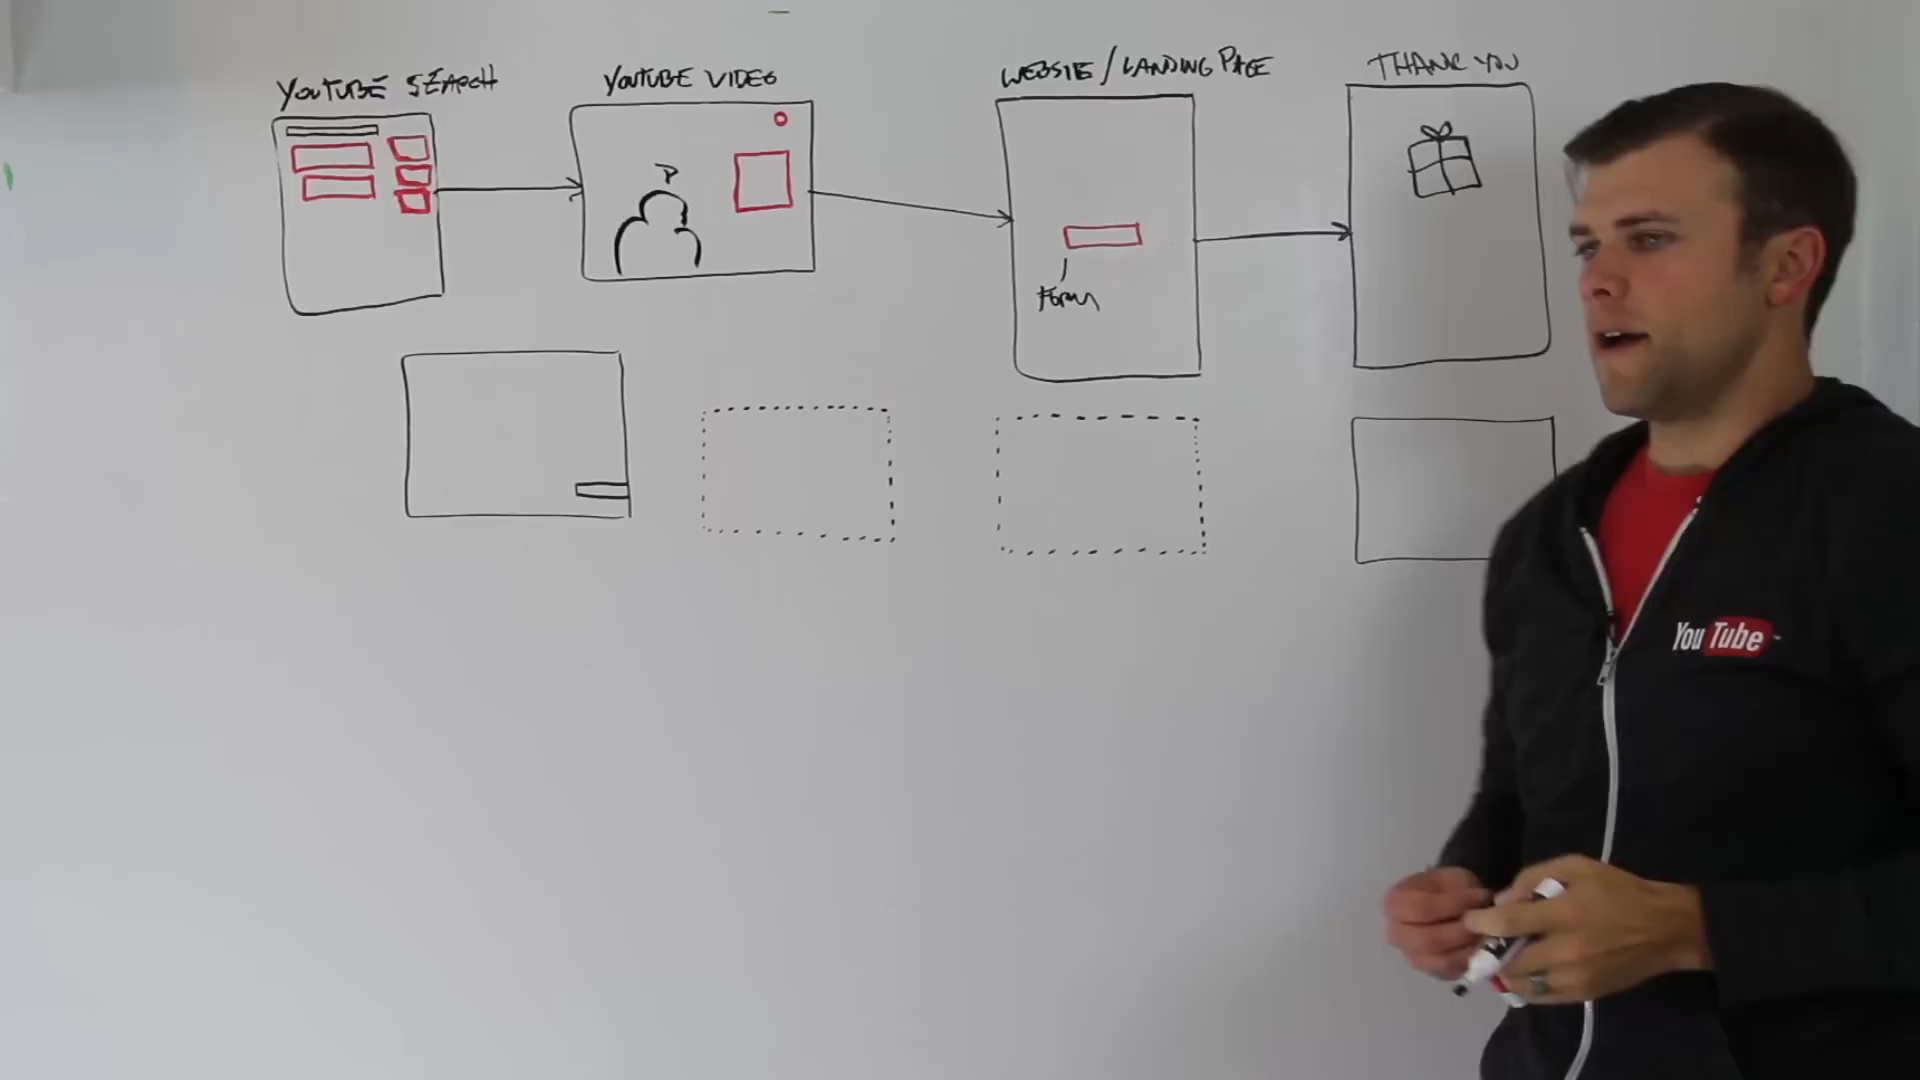 YOUTUBE SEARCH
YOUTUBE VIDEO
WEBSITE / LANDING PAGE
THANK YOU
FORM
YouTube